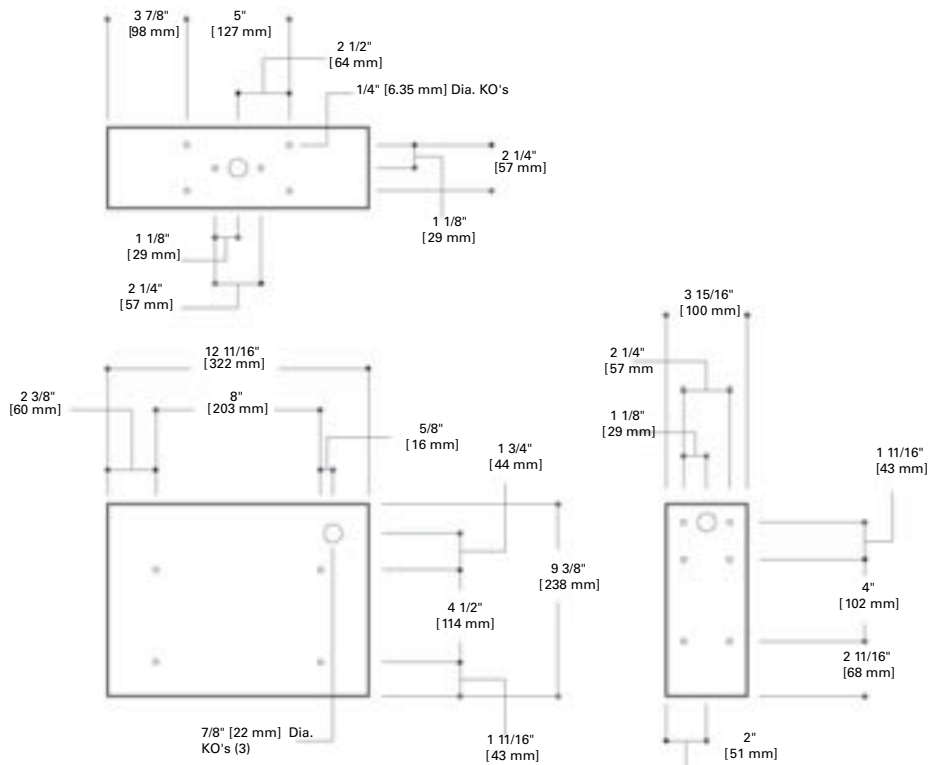 3 7/8"
[98 mm]
5"
[127 mm]
2 1/2"
[64 mm]
1/4" [6.35 mm] Dia. KO's
2 1/4"
[57 mm]
1 1/8"
[29 mm]
1 1/8"
[29 mm]
2 1/4"
[57 mm]
3 15/16"
[100 mm]
12 11/16"
[322 mm]
2 1/4"
[57 mm
2 3/8"
[60 mm]
8"
[203 mm]
5/8"
[16 mm]
1 1/8"
[29 mm]
1 3/4"
[44 mm]
1 11/16"
[43 mm]
9 3/8"
[238 mm]
4"
[102 mm]
4 1/2"
[114 mm]
2 11/16"
[68 mm]
7/8" [22 mm] Dia.
KO's (3)
1 11/16"
[43 mm]
2"
[51 mm]